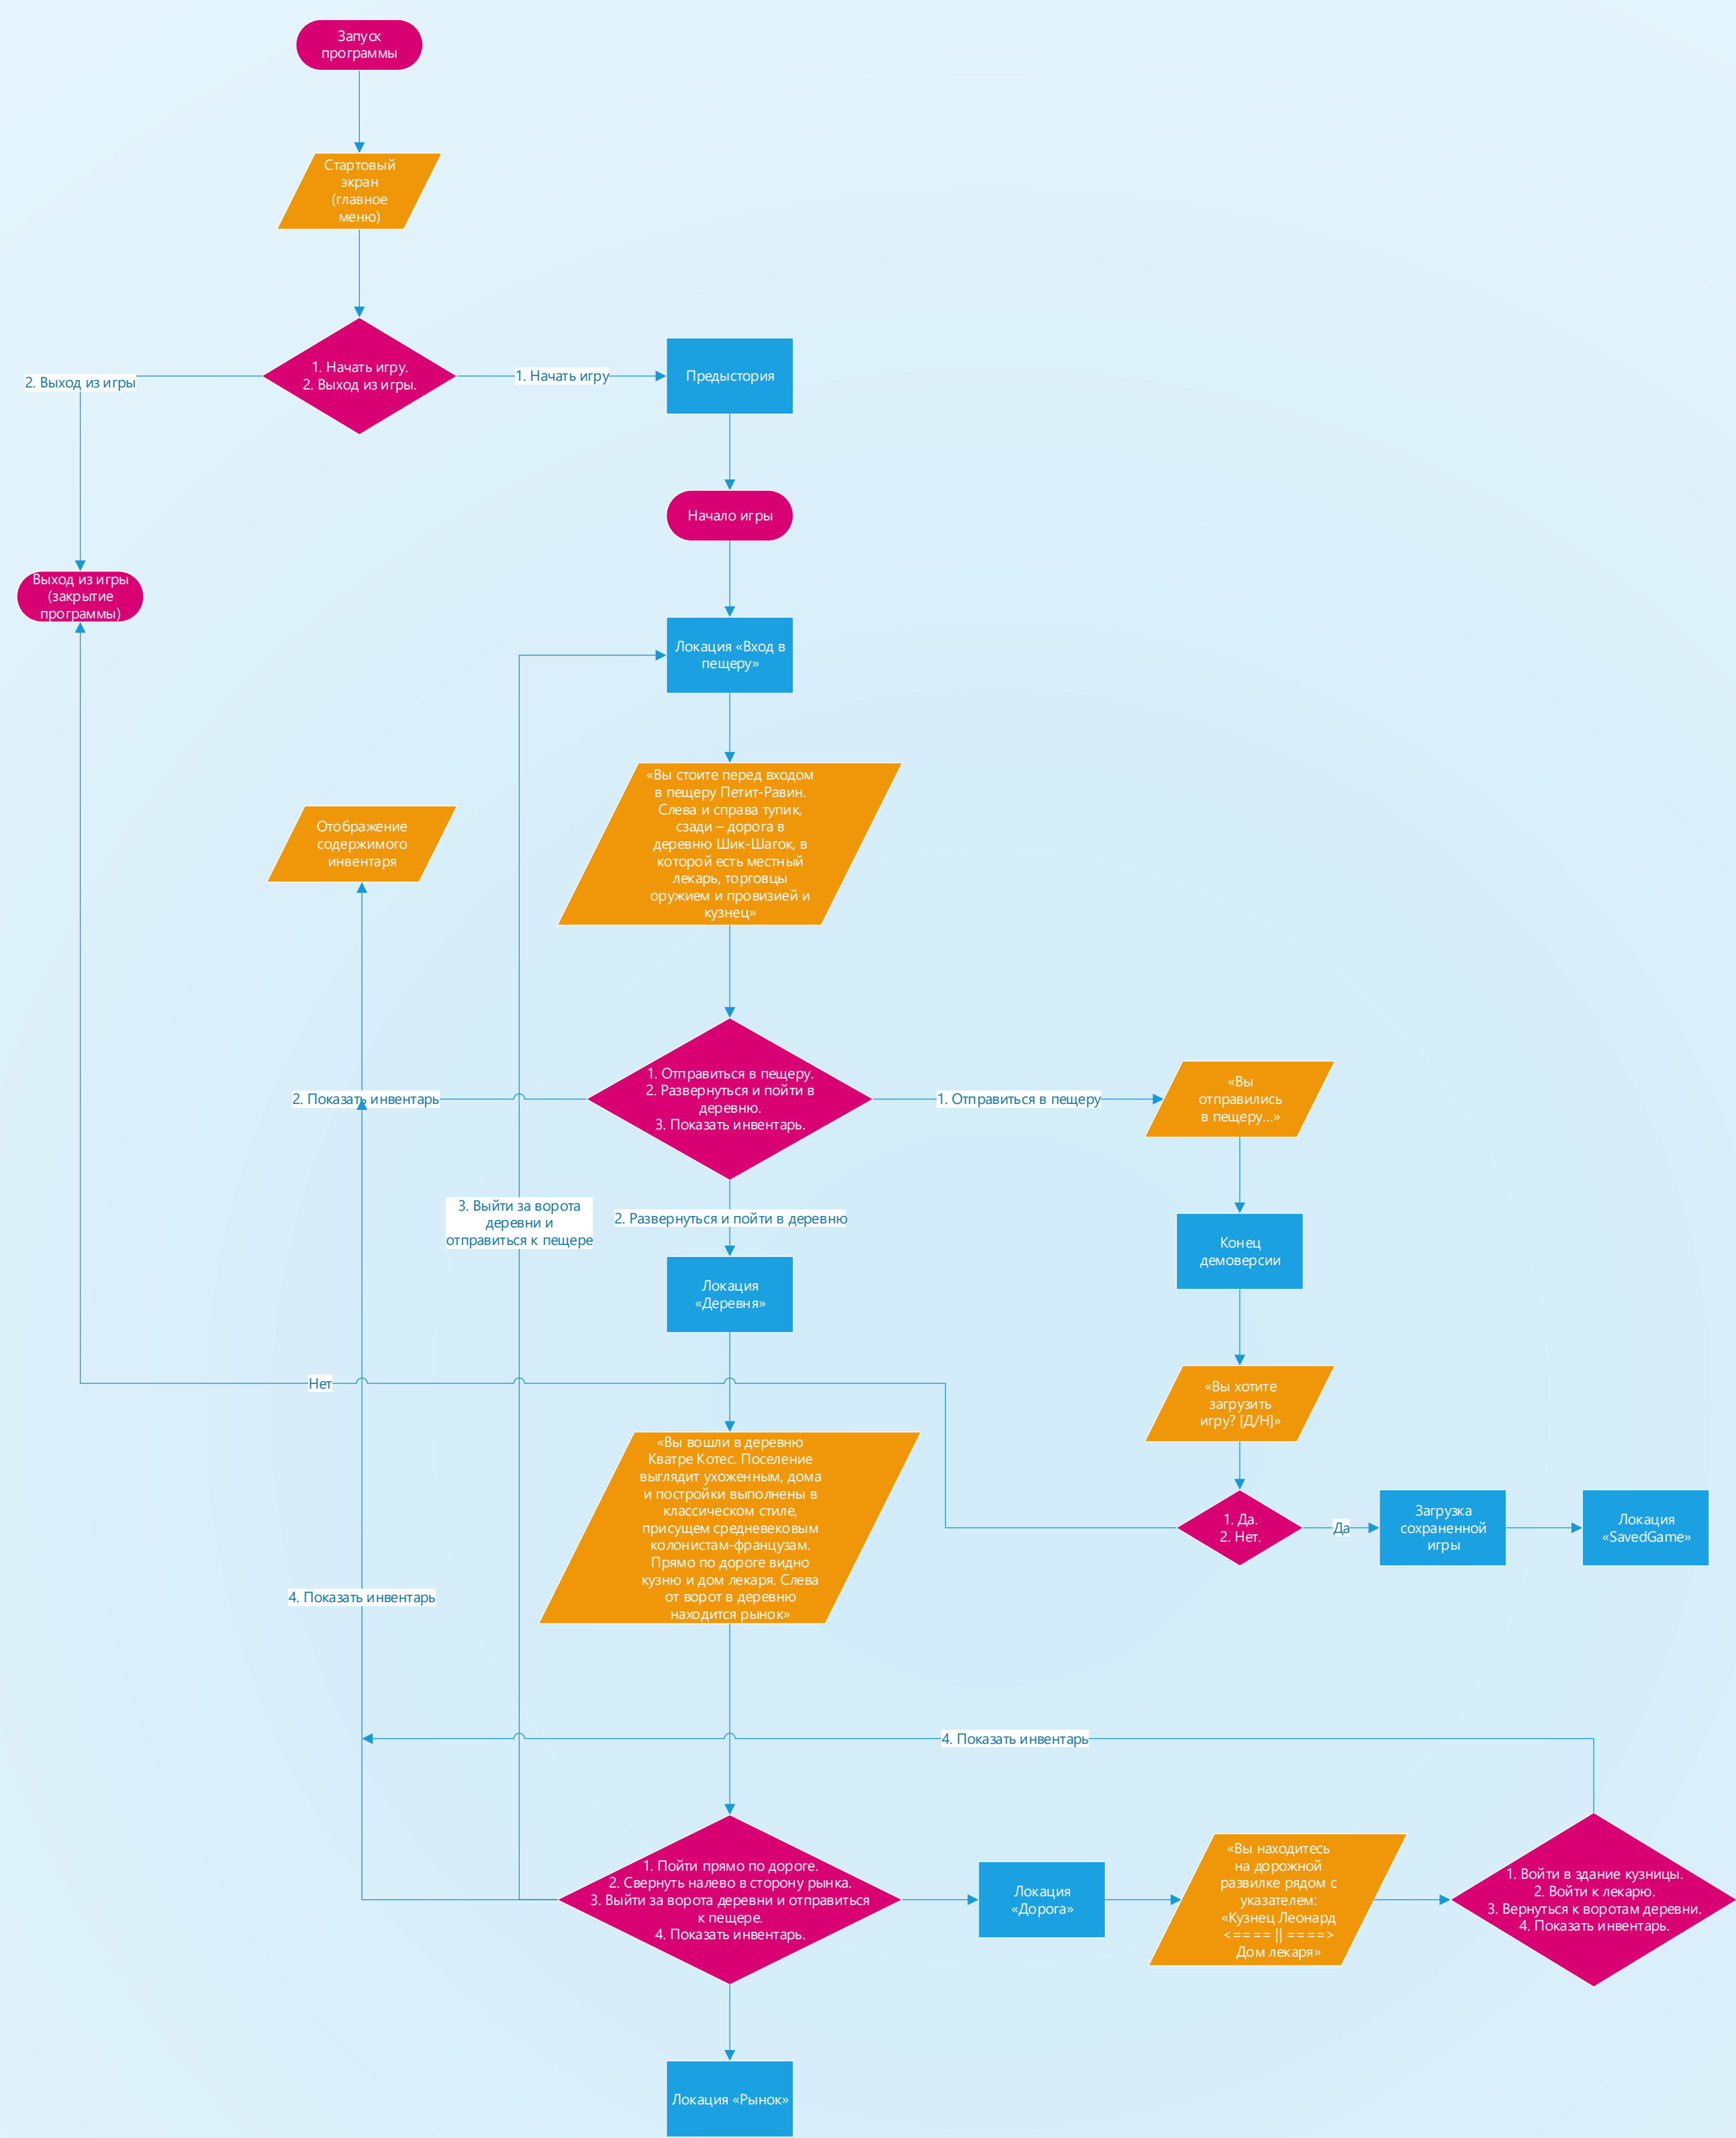 Запуск
программы
Стартовый
экран
(главное
меню)
1. Начать игру.
2. Выход из игры.
2. Выход из игры
1. Начать игру
Предыстория
Начало игры
Выход из игры
(закрытие
программы)
Локация «Вход в
пещеру»
«Вы стоите перед входом
в пещеру Петит-Равин.
Слева и справа тупик,
сзади – дорога в
деревню Шик-Шагок, в
которой есть местный
лекарь, торговцы
оружием и провизией и
кузнец»
Отображение
содержимого
инвентаря
1. Отправиться в пещеру.
2. Развернуться и пойти в
деревню.
3. Показать инвентарь.
2. Показать инвентарь
1. Отправиться в пещеру
«Вы
отправились
в пещеру...»
3. Выйти за ворота
деревни и
отправиться к пещере
2. Развернуться и пойти в деревню
Конец
демоверсии
Локация
«Деревня»
Нет
«Вы хотите
загрузить
игру? [Д/Н]»
«Вы вошли в деревню
Кватре Котес. Поселение
выглядит ухоженным, дома
и постройки выполнены в
классическом стиле,
присущем средневековым
колонистам-французам.
Прямо по дороге видно
кузню и дом лекаря. Слева
от ворот в деревню
находится рынок»
1. Да.
2. Нет.
Да
Загрузка
сохраненной
игры
Локация
«SavedGame»
4. Показать инвентарь
4. Показать инвентарь
1. Пойти прямо по дороге.
2. Свернуть налево в сторону рынка.
3. Выйти за ворота деревни и отправиться
к пещере.
4. Показать инвентарь.
Локация
«Дорога»
«Вы находитесь
на дорожной
развилке рядом с
указателем:
«Кузнец Леонард
<==== || ====>
Дом лекаря»
1. Войти в здание кузницы.
2. Войти к лекарю.
3. Вернуться к воротам деревни.
4. Показать инвентарь.
Локация «Рынок»